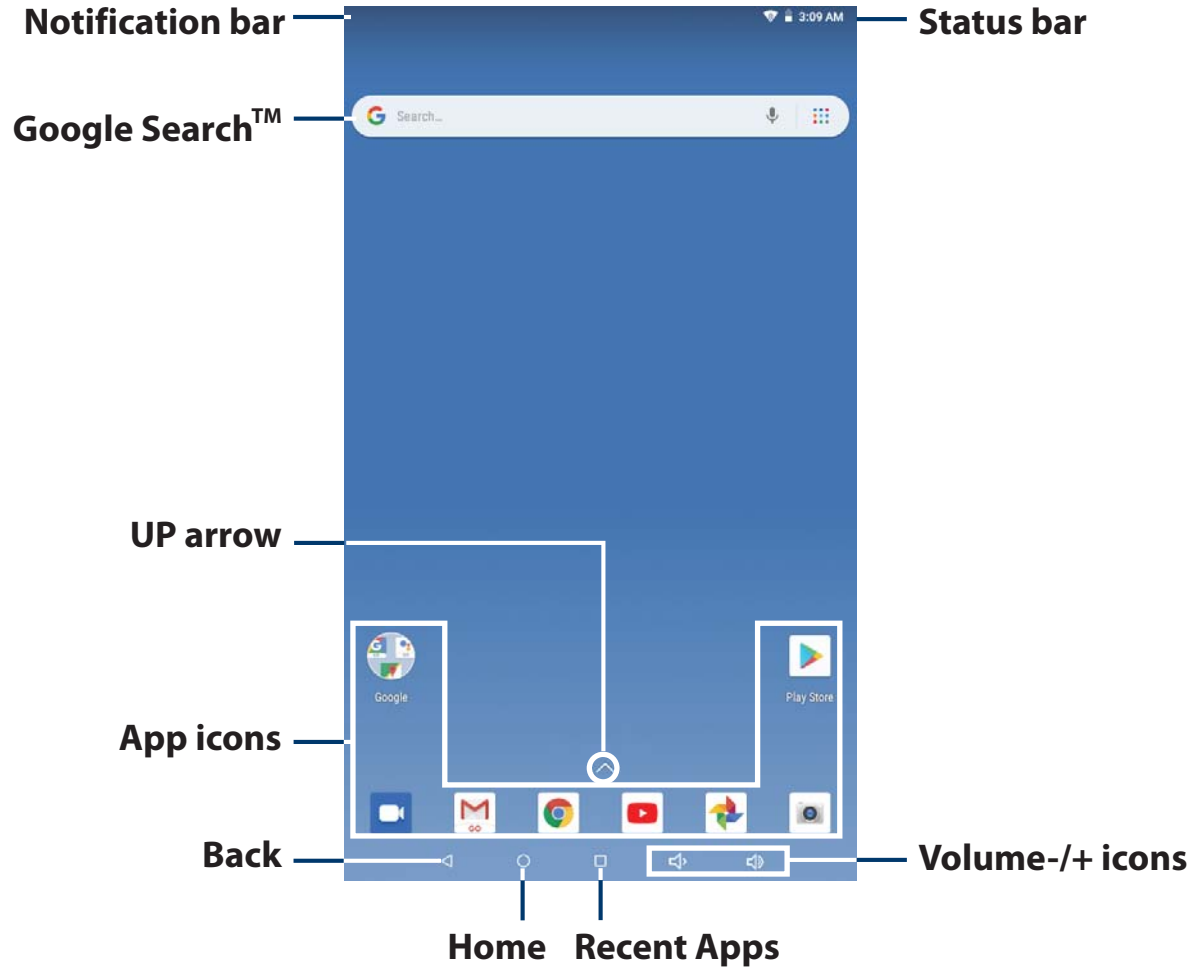 Notification bar
3:09 AM
Status bar
Google Search™
Search...
UP arrow
Google
Play Store
App icons
GO
Back
Volume-/+ icons
Home
Recent Apps